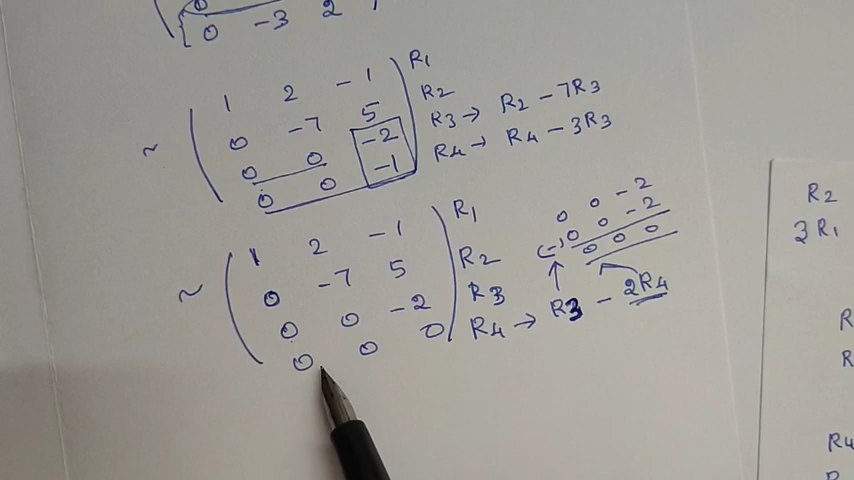 0
0 -3 2
1 2 -1 R1
0 -7 5 R2
~ 0 0 -2 R3 → R2 - 7R3
0 0 -1 R4 → R4 - 3R3
1 2 -1 R1
0 -7 5 R2
~ 0 0 -2 R3
0 0 0 R4 → R3 - 2R4
0 0 -2
(-) 0 0 -2
0 0 0
R2
3R1
R
R
R4